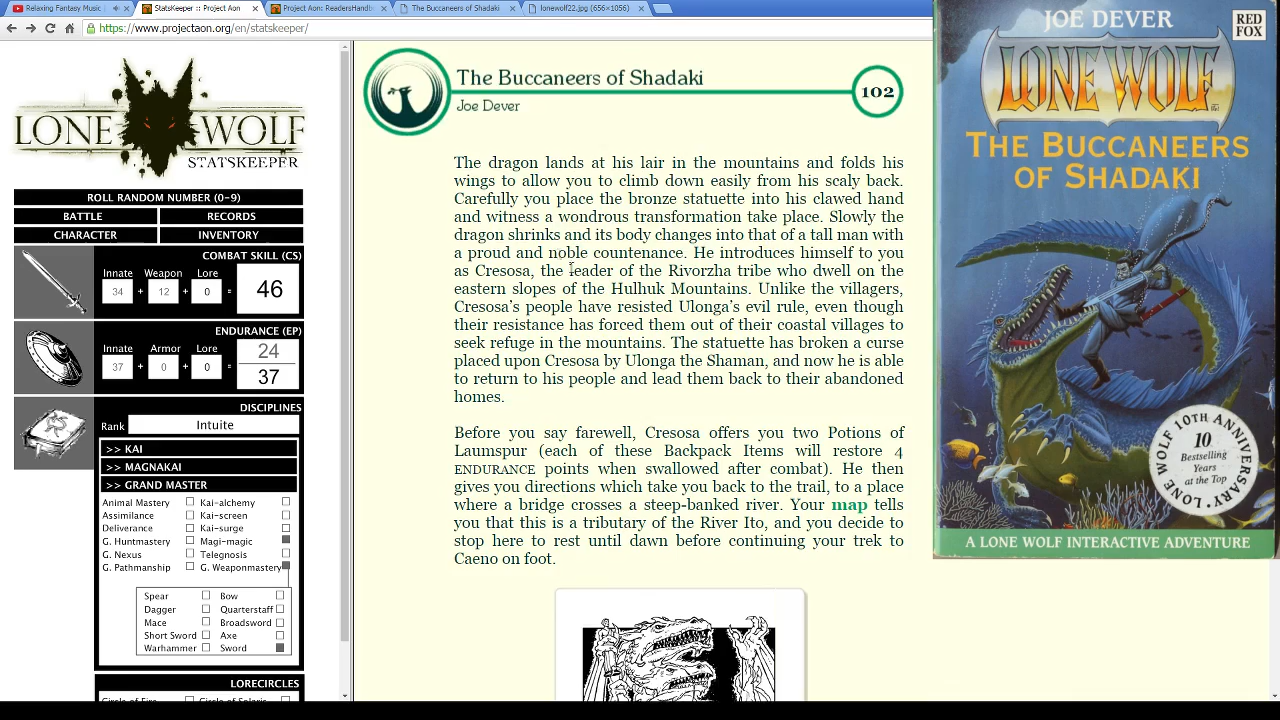 Relaxing Fantasy Music
StatsKeeper :: Project Aon
Project Aon: ReadersHandb
The Buccaneers of Shadaki
lonewolf22.jpg (656×1056)
https://www.projectaon.org/en/statskeeper/
LONE WOLF
STATSKEEPER
ROLL RANDOM NUMBER (0-9)
BATTLE
RECORDS
CHARACTER
INVENTORY
COMBAT SKILL (CS)
Innate Weapon Lore
34 + 12 + 0 = 46
ENDURANCE (EP)
Innate Armor Lore
24
37 + 0 + 0 =
37
DISCIPLINES
Rank Intuite
>> KAI
>> MAGNAKAI
>> GRAND MASTER
Animal Mastery Kai-alchemy
Assimilance Kai-screen
Deliverance Kai-surge
G. Huntmastery Magi-magic
G. Nexus Telegnosis
G. Pathmanship G. Weaponmastery
Spear Bow
Dagger Quarterstaff
Mace Broadsword
Short Sword Axe
Warhammer Sword
LORECIRCLES
Circle of Fire Circle of Solaris
The Buccaneers of Shadaki
Joe Dever
102
The dragon lands at his lair in the mountains and folds his
wings to allow you to climb down easily from his scaly back.
Carefully you place the bronze statuette into his clawed hand
and witness a wondrous transformation take place. Slowly the
dragon shrinks and its body changes into that of a tall man with
a proud and noble countenance. He introduces himself to you
as Cresosa, the leader of the Rivorzha tribe who dwell on the
eastern slopes of the Hulhuk Mountains. Unlike the villagers,
Cresosa's people have resisted Ulonga's evil rule, even though
their resistance has forced them out of their coastal villages to
seek refuge in the mountains. The statuette has broken a curse
placed upon Cresosa by Ulonga the Shaman, and now he is able
to return to his people and lead them back to their abandoned
homes.
Before you say farewell, Cresosa offers you two Potions of
Laumspur (each of these Backpack Items will restore 4
ENDURANCE points when swallowed after combat). He then
gives you directions which take you back to the trail, to a place
where a bridge crosses a steep-banked river. Your map tells
you that this is a tributary of the River Ito, and you decide to
stop here to rest until dawn before continuing your trek to
Caeno on foot.
JOE DEVER
RED
FOX
LONE WOLF
THE BUCCANEERS
OF SHADAKI
LONE WOLF 10TH ANNIVERSARY
10
Bestselling
Years
at the Top
A LONE WOLF INTERACTIVE ADVENTURE